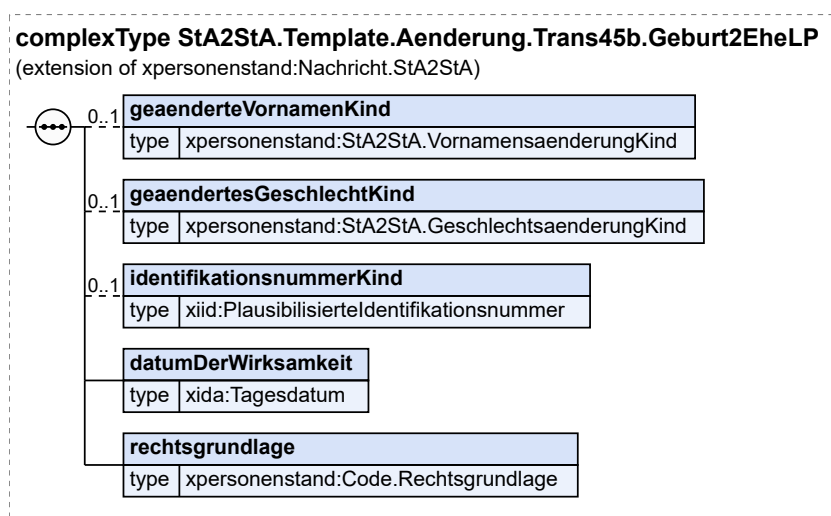 complexType StA2StA.Template.Aenderung.Trans45b.Geburt2EheLP
(extension of xpersonenstand:Nachricht.StA2StA)
0..1 geaenderteVornamenKind
type xpersonenstand:StA2StA.VornamensaenderungKind
0..1 geaendertesGeschlechtKind
type xpersonenstand:StA2StA.GeschlechtsaenderungKind
0..1 identifikationsnummerKind
type xiid:PlausibilisierteIdentifikationsnummer
datumDerWirksamkeit
type xida:Tagesdatum
rechtsgrundlage
type xpersonenstand:Code.Rechtsgrundlage